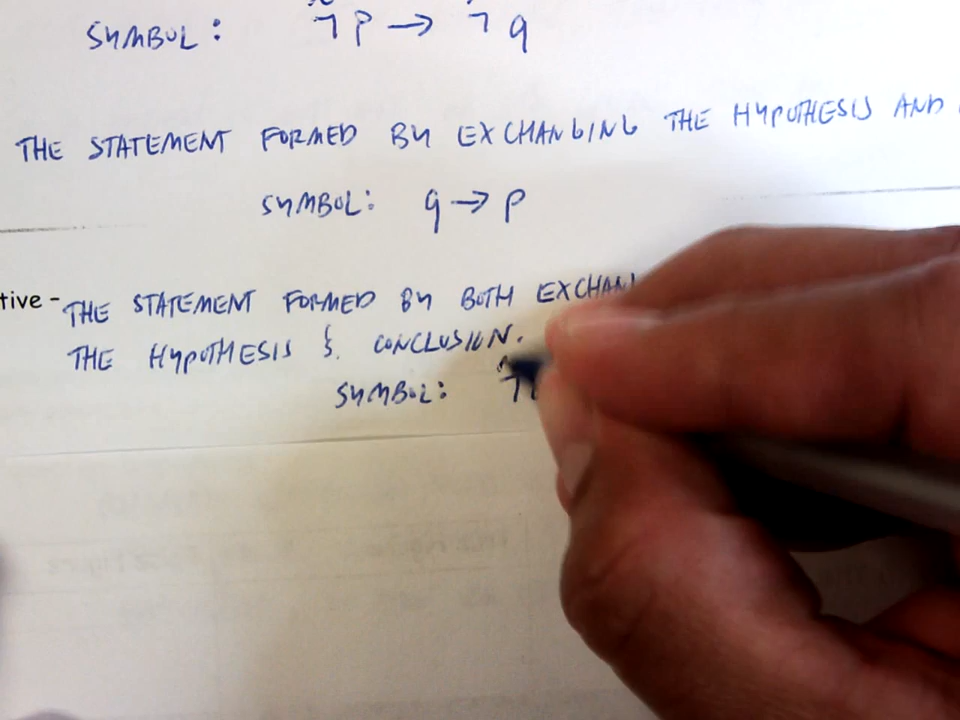 SYMBOL: ~ ¬ p → ~ ¬ q
THE STATEMENT FORMED BY EXCHANGING THE HYPOTHESIS AND
SYMBOL: q → p
tive - THE STATEMENT FORMED BY BOTH EXCHAN
THE HYPOTHESIS & CONCLUSION.
SYMBOL: ~ ¬